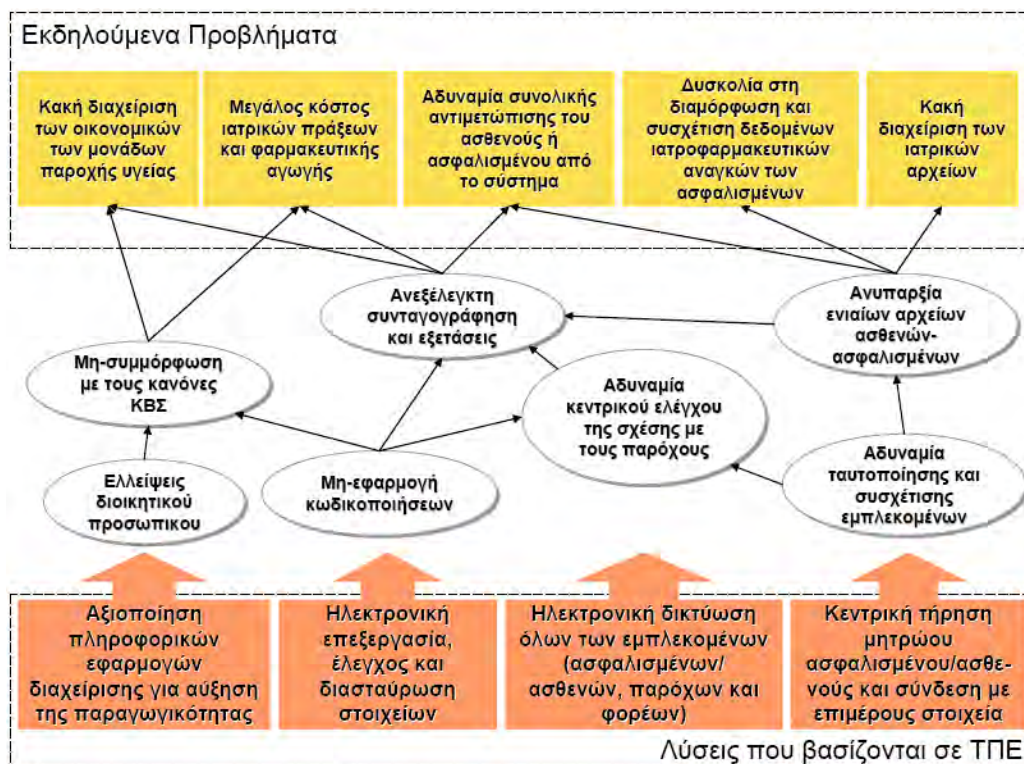 Εκδηλούμενα Προβλήματα
Κακή διαχείριση
των οικονομικών
των μονάδων
παροχής υγείας
Μεγάλος κόστος
ιατρικών πράξεων
και φαρμακευτικής
αγωγής
Αδυναμία συνολικής
αντιμετώπισης του
ασθενούς ή
ασφαλισμένου από
το σύστημα
Δυσκολία στη
διαμόρφωση και
συσχέτιση δεδομένων
ιατροφαρμακευτικών
αναγκών των
ασφαλισμένων
Κακή
διαχείριση των
ιατρικών
αρχείων
Ανεξέλεγκτη
συνταγογράφηση
και εξετάσεις
Ανυπαρξία
ενιαίων αρχείων
ασθενών-
ασφαλισμένων
Μη-συμμόρφωση
με τους κανόνες
ΚΒΣ
Αδυναμία
κεντρικού ελέγχου
της σχέσης με
τους παρόχους
Ελλείψεις
διοικητικού
προσωπικου
Μη-εφαρμογή
κωδικοποιήσεων
Αδυναμία
ταυτοποίησης και
συσχέτισης
εμπλεκομένων
Αξιοποίηση
πληροφορικών
εφαρμογών
διαχείρισης για αύξηση
της παραγωγικότητας
Ηλεκτρονική
επεξεργασία,
έλεγχος και
διασταύρωση
στοιχείων
Ηλεκτρονική δικτύωση
όλων των εμπλεκομένων
(ασφαλισμένων/
ασθενών, παρόχων και
φορέων)
Κεντρική τήρηση
μητρώου
ασφαλισμένου/ασθε-
νούς και σύνδεση με
επιμέρους στοιχεία
Λύσεις που βασίζονται σε ΤΠΕ